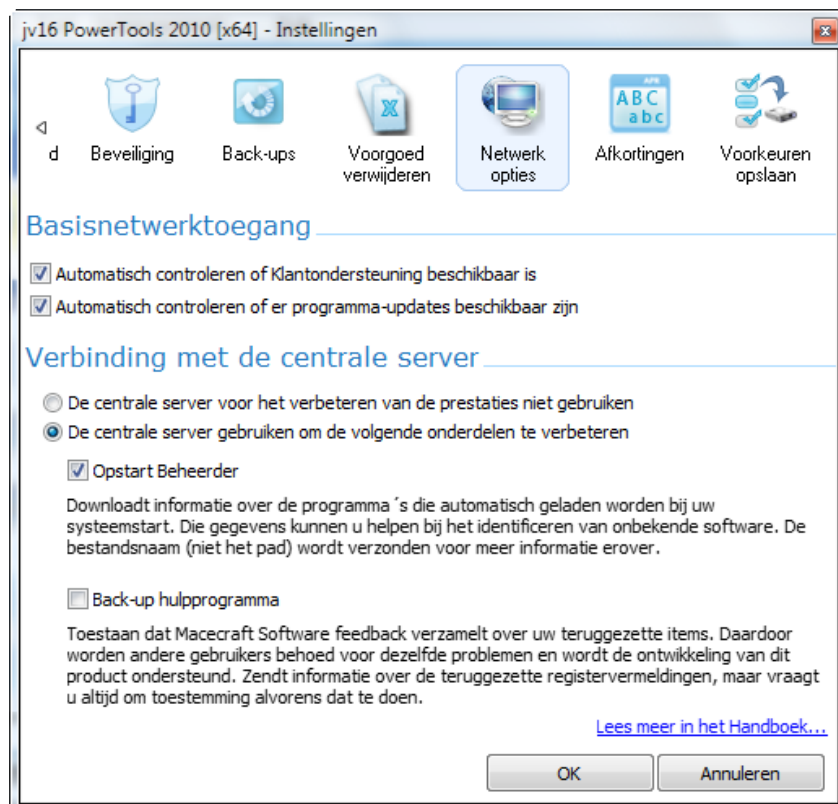 jv16 PowerTools 2010 [x64] - Instellingen
d
Beveiliging
Back-ups
Voorgoed
verwijderen
Netwerk
opties
ABC
abc
Afkortingen
Voorkeuren
opslaan
Basisnetwerktoegang
Automatisch controleren of Klantondersteuning beschikbaar is
Automatisch controleren of er programma-updates beschikbaar zijn
Verbinding met de centrale server
De centrale server voor het verbeteren van de prestaties niet gebruiken
De centrale server gebruiken om de volgende onderdelen te verbeteren
Opstart Beheerder
Downloadt informatie over de programma ´s die automatisch geladen worden bij uw
systeemstart. Die gegevens kunnen u helpen bij het identificeren van onbekende software. De
bestandsnaam (niet het pad) wordt verzonden voor meer informatie erover.
Back-up hulpprogramma
Toestaan dat Macecraft Software feedback verzamelt over uw teruggezette items. Daardoor
worden andere gebruikers behoed voor dezelfde problemen en wordt de ontwikkeling van dit
product ondersteund. Zendt informatie over de teruggezette registervermeldingen, maar vraagt
u altijd om toestemming alvorens dat te doen.
Lees meer in het Handboek...
OK
Annuleren